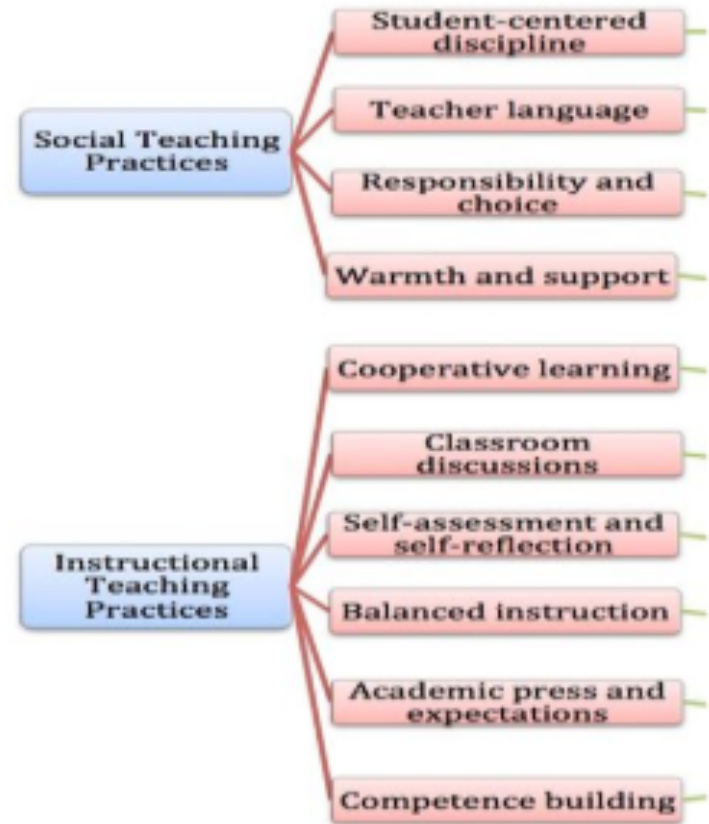 Social Teaching
Practices
Student-centered
discipline
Teacher language
Responsibility and
choice
Warmth and support
Instructional
Teaching
Practices
Cooperative learning
Classroom
discussions
Self-assessment and
self-reflection
Balanced instruction
Academic press and
expectations
Competence building